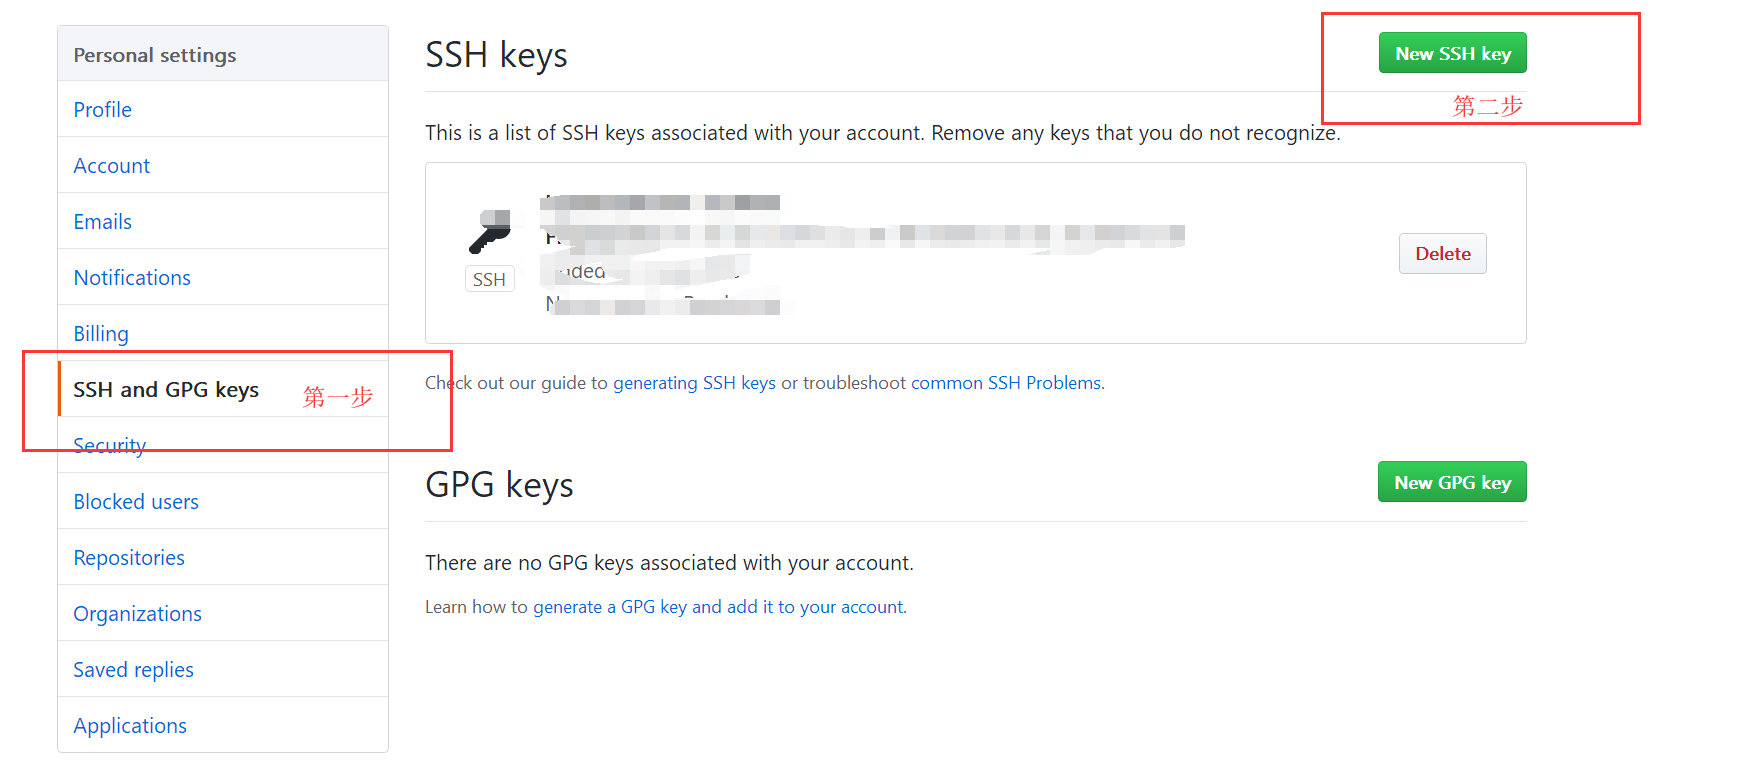 Personal settings
Profile
Account
Emails
Notifications
Billing
SSH and GPG keys
第一步
Security
Blocked users
Repositories
Organizations
Saved replies
Applications
SSH keys
New SSH key
第二步
This is a list of SSH keys associated with your account. Remove any keys that you do not recognize.
SSH
Delete
Check out our guide to generating SSH keys or troubleshoot common SSH Problems.
GPG keys
New GPG key
There are no GPG keys associated with your account.
Learn how to generate a GPG key and add it to your account.